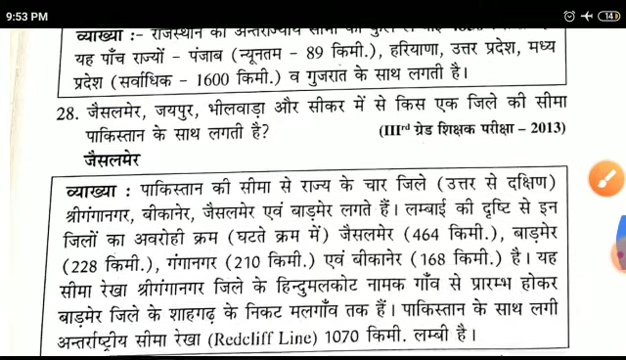 9:53 PM
14
व्याख्या :- राजस्थान की अन्तर्राज्यीय सीमा की
यह पाँच राज्यों - पंजाब (न्यूनतम - 89 किमी.), हरियाणा, उत्तर प्रदेश, मध्य
प्रदेश (सर्वाधिक - 1600 किमी.) व गुजरात के साथ लगती है।
28. जैसलमेर, जयपुर, भीलवाड़ा और सीकर में से किस एक जिले की सीमा
पाकिस्तान के साथ लगती है? (IIIrd ग्रेड शिक्षक परीक्षा - 2013)
जैसलमेर
व्याख्या : पाकिस्तान की सीमा से राज्य के चार जिले (उत्तर से दक्षिण)
श्रीगंगानगर, बीकानेर, जैसलमेर एवं बाड़मेर लगते हैं। लम्बाई की दृष्टि से इन
जिलों का अवरोही क्रम (घटते क्रम में) जैसलमेर (464 किमी.), बाड़मेर
(228 किमी.), गंगानगर (210 किमी.) एवं बीकानेर (168 किमी.) है। यह
सीमा रेखा श्रीगंगानगर जिले के हिन्दुमलकोट नामक गाँव से प्रारम्भ होकर
बाड़मेर जिले के शाहगढ़ के निकट मलगाँव तक हैं। पाकिस्तान के साथ लगी
अन्तर्राष्ट्रीय सीमा रेखा (Redcliff Line) 1070 किमी. लम्बी है।